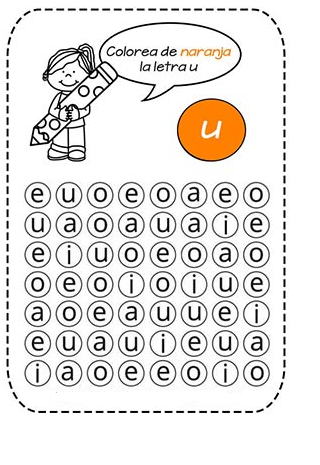 Colorea de naranja
la letra u
u
e u o e o a e o
u a o a u a i e
e i u o e o a o
o e o i o i u e
a o e a u u e i
e u a u i e u a
i a o e e o i o